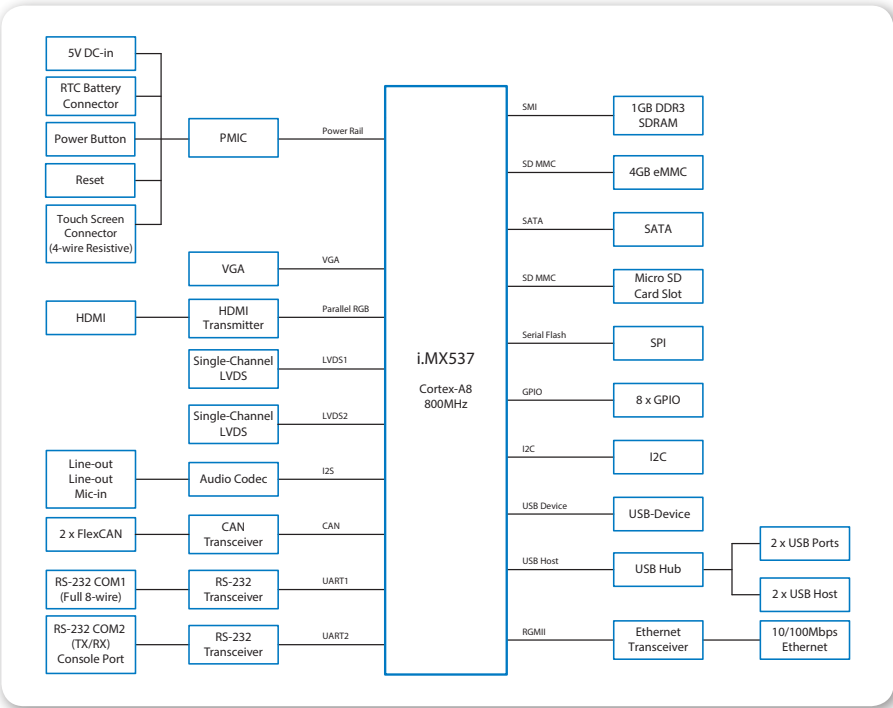 5V DC-in
RTC Battery
Connector
Power Button
Reset
Touch Screen
Connector
(4-wire Resistive)
PMIC
Power Rail
VGA
VGA
HDMI
HDMI
Transmitter
Parallel RGB
Single-Channel
LVDS
LVDS1
Single-Channel
LVDS
LVDS2
Line-out
Line-out
Mic-in
Audio Codec
I2S
2 x FlexCAN
CAN
Transceiver
CAN
RS-232 COM1
(Full 8-wire)
RS-232
Transceiver
UART1
RS-232 COM2
(TX/RX)
Console Port
RS-232
Transceiver
UART2
i.MX537
Cortex-A8
800MHz
SMI
1GB DDR3
SDRAM
SD MMC
4GB eMMC
SATA
SATA
SD MMC
Micro SD
Card Slot
Serial Flash
SPI
GPIO
8 x GPIO
I2C
I2C
USB Device
USB-Device
USB Host
USB Hub
2 x USB Ports
2 x USB Host
RGMII
Ethernet
Transceiver
10/100Mbps
Ethernet